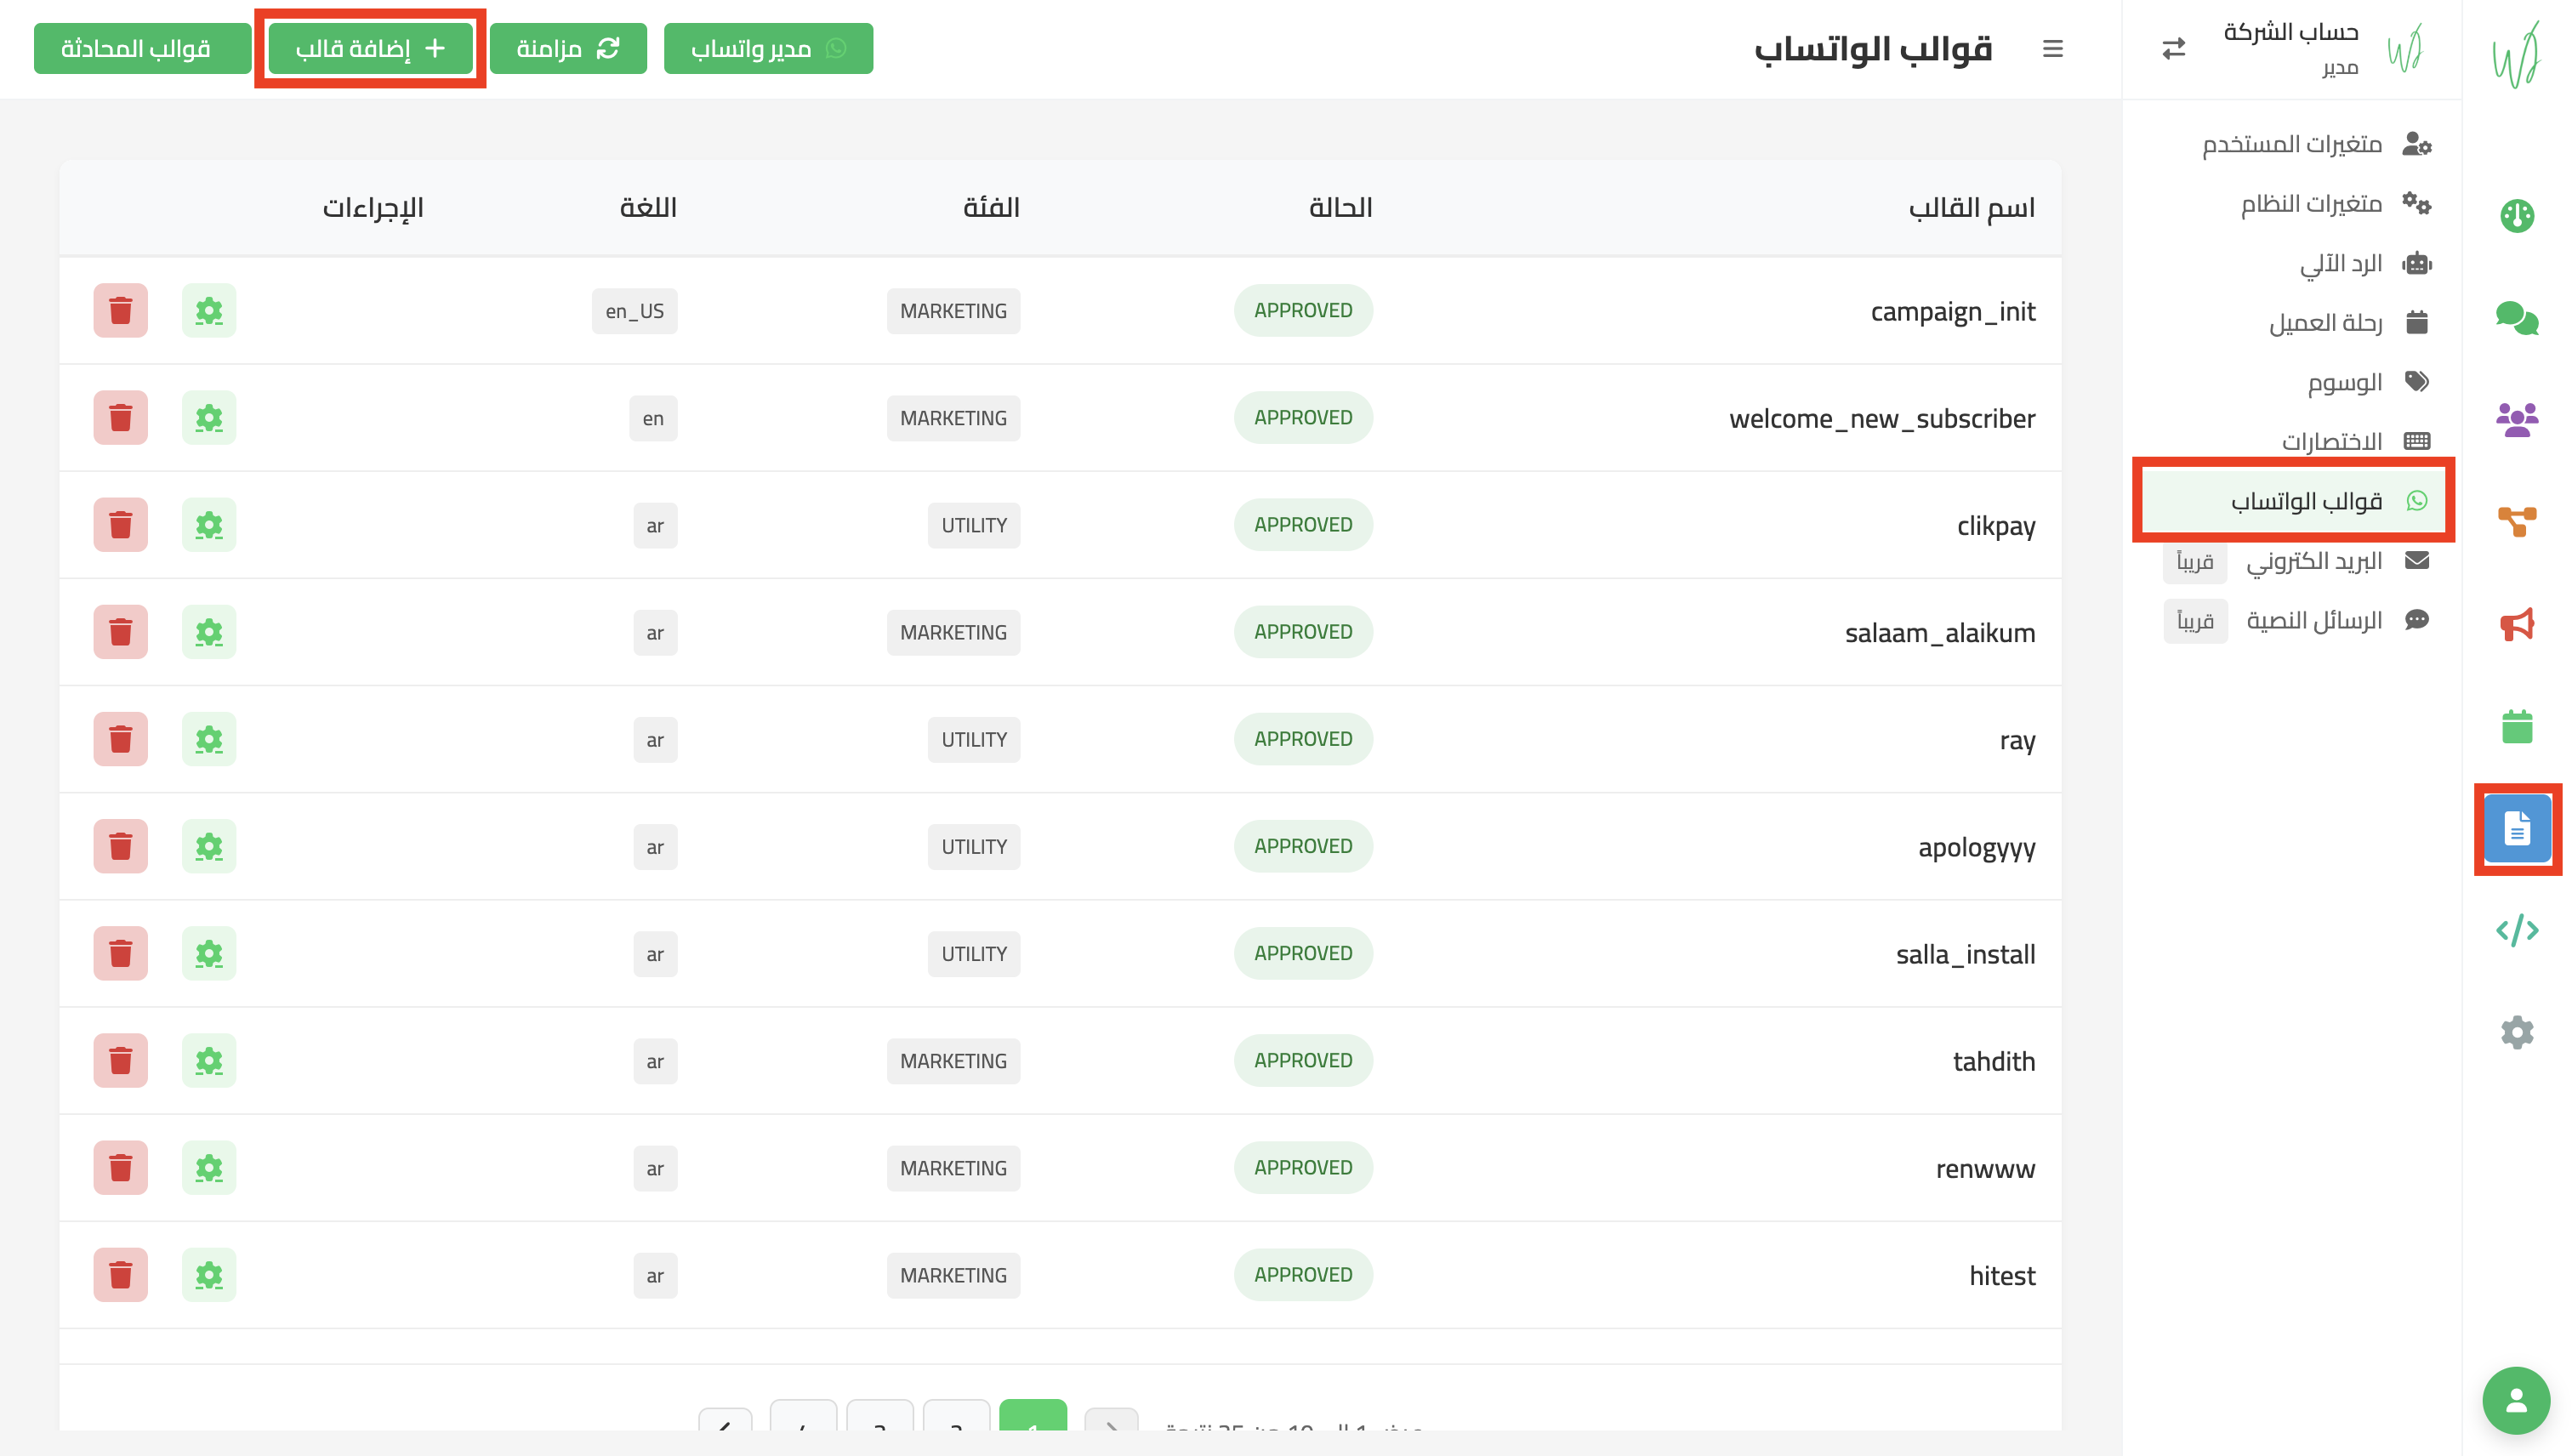 حساب الشركة
مدير
متغيرات المستخدم
متغيرات النظام
الرد الآلي
رحلة العميل
الوسوم
الاختصارات
قوالب الواتساب
البريد الكتروني قريباً
الرسائل النصية قريباً
قوالب الواتساب
مدير واتساب
مزامنة
إضافة قالب
قوالب المحادثة
اسم القالب الحالة الفئة اللغة الإجراءات
campaign_init APPROVED MARKETING en_US
welcome_new_subscriber APPROVED MARKETING en
clikpay APPROVED UTILITY ar
salaam_alaikum APPROVED MARKETING ar
ray APPROVED UTILITY ar
apologyyy APPROVED UTILITY ar
salla_install APPROVED UTILITY ar
tahdith APPROVED MARKETING ar
renwww APPROVED MARKETING ar
hitest APPROVED MARKETING ar